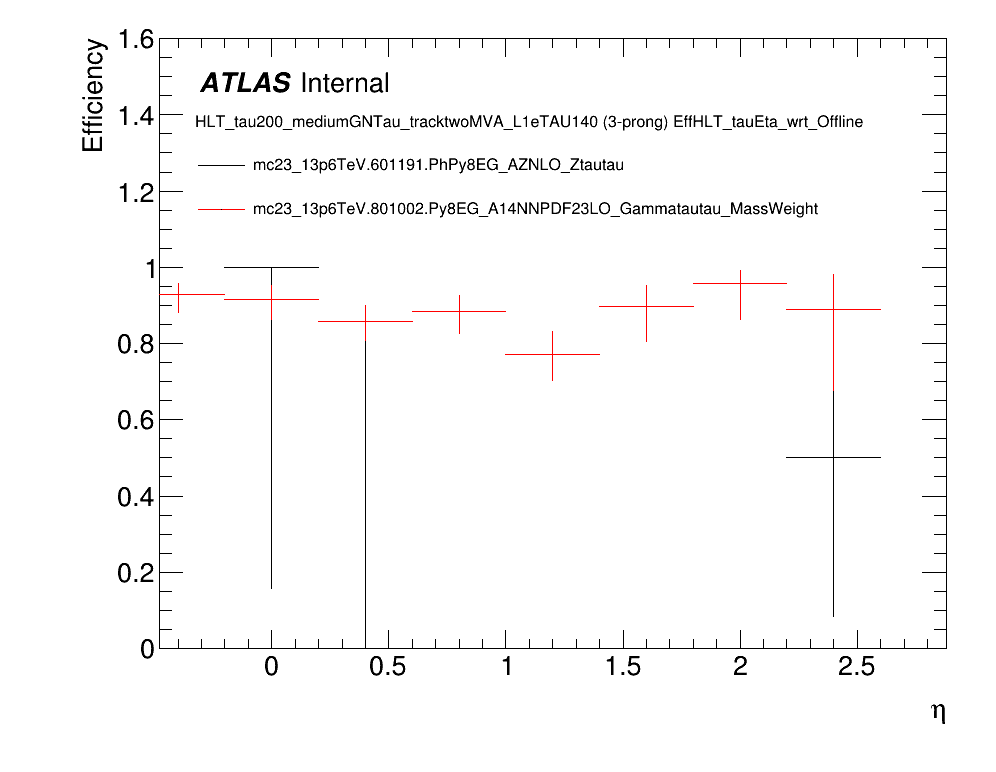 Efficiency
1.6
1.4
1.2
1
0.8
0.6
0.4
0.2
0
ATLAS Internal
HLT_tau200_mediumGNTau_tracktwoMVA_L1eTAU140 (3-prong) EffHLT_tauEta_wrt_Offline
mc23_13p6TeV.601191.PhPy8EG_AZNLO_Ztautau
mc23_13p6TeV.801002.Py8EG_A14NNPDF23LO_Gammatautau_MassWeight
0 0.5 1 1.5 2 2.5
η